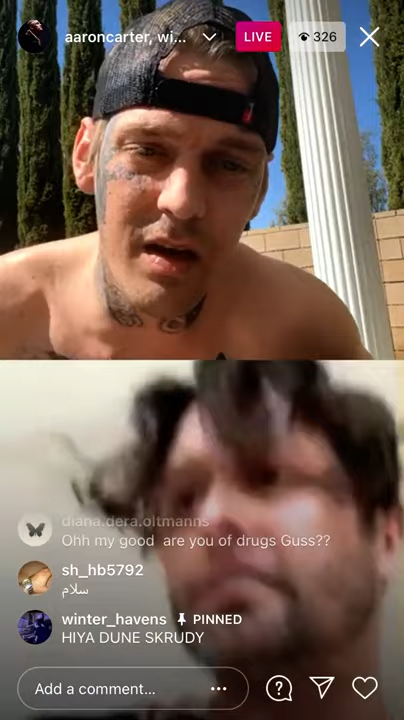 aaroncarter, wi...
LIVE
326
diana.dera.oltmanns
Ohh my good are you of drugs Guss??
sh_hb5792
سلام
winter_havens PINNED
HIYA DUNE SKRUDY
Add a comment...